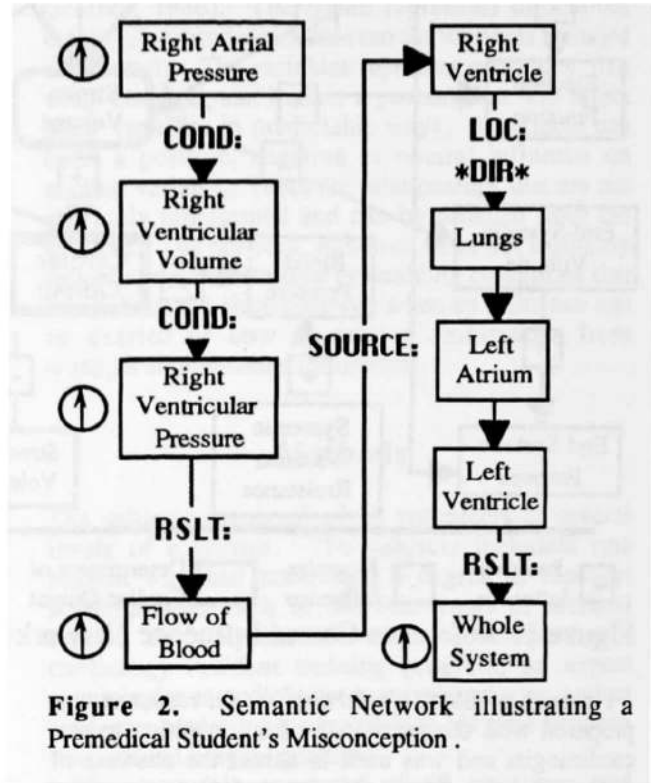 Right Atrial
Pressure
COND:
Right
Ventricular
Volume
COND:
Right
Ventricular
Pressure
RSLT:
Flow of
Blood
Right
Ventricle
LOC:
*DIR*
Lungs
SOURCE:
Left
Atrium
Left
Ventricle
RSLT:
Whole
System
Figure 2. Semantic Network illustrating a
Premedical Student's Misconception .